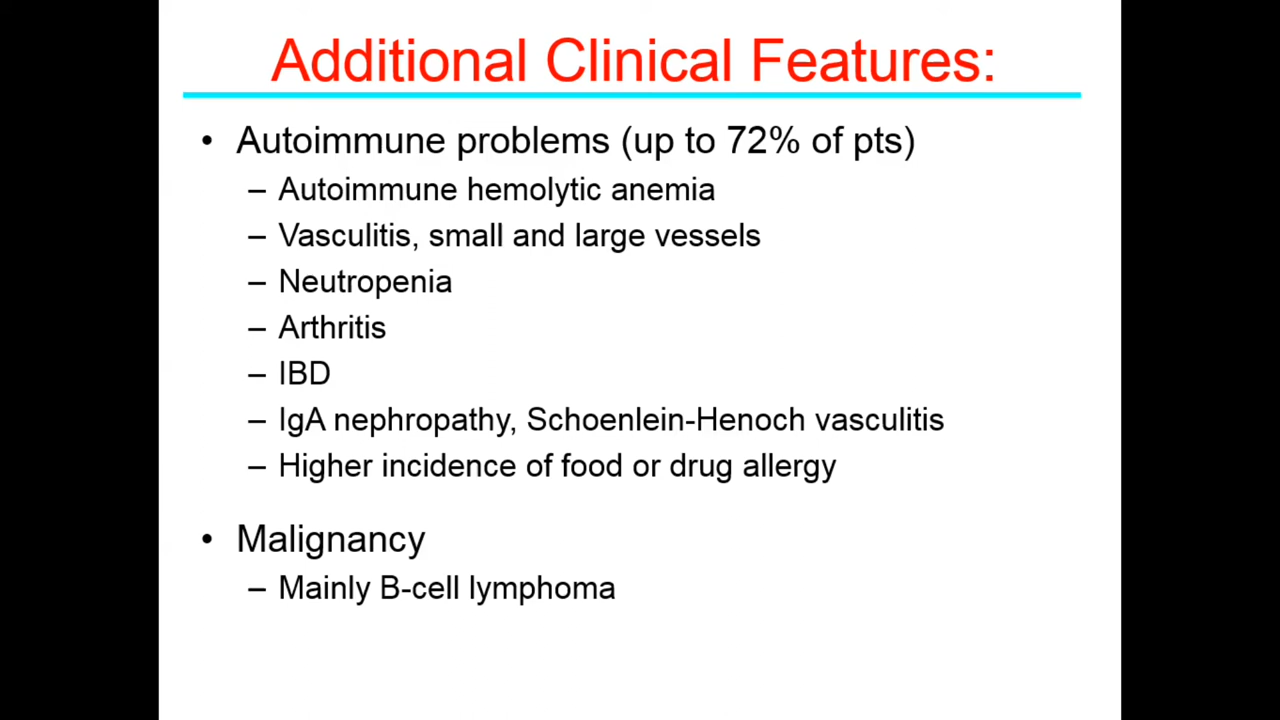 Additional Clinical Features:
• Autoimmune problems (up to 72% of pts)
– Autoimmune hemolytic anemia
– Vasculitis, small and large vessels
– Neutropenia
– Arthritis
– IBD
– IgA nephropathy, Schoenlein-Henoch vasculitis
– Higher incidence of food or drug allergy
• Malignancy
– Mainly B-cell lymphoma